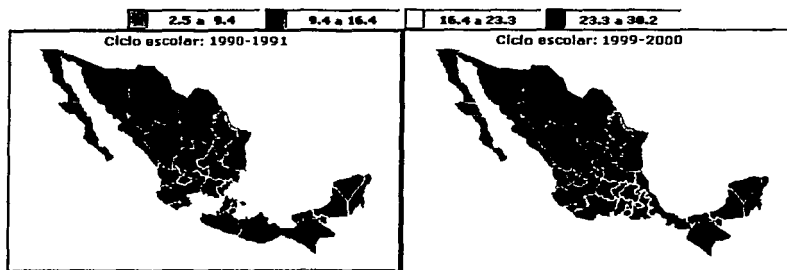 2.5 a 9.4 9.4 a 16.4 16.4 a 23.3 23.3 a 30.2
Ciclo escolar: 1990-1991 Ciclo escolar: 1999-2000